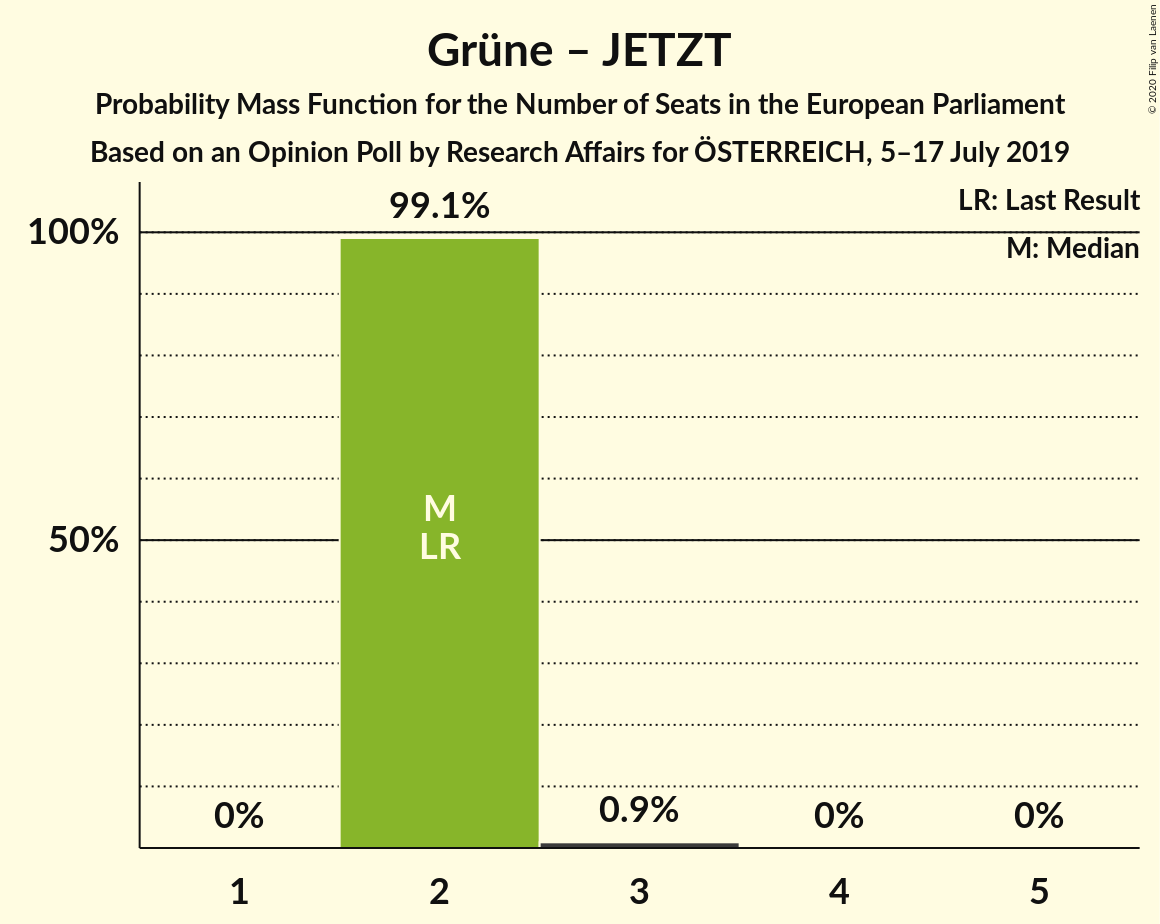 Grüne – JETZT
Probability Mass Function for the Number of Seats in the European Parliament
Based on an Opinion Poll by Research Affairs for ÖSTERREICH, 5–17 July 2019
© 2020 Filip van Laenen
LR: Last Result
M: Median
100%
50%
99.1%
M
LR
0%
0.9%
0%
0%
1
2
3
4
5